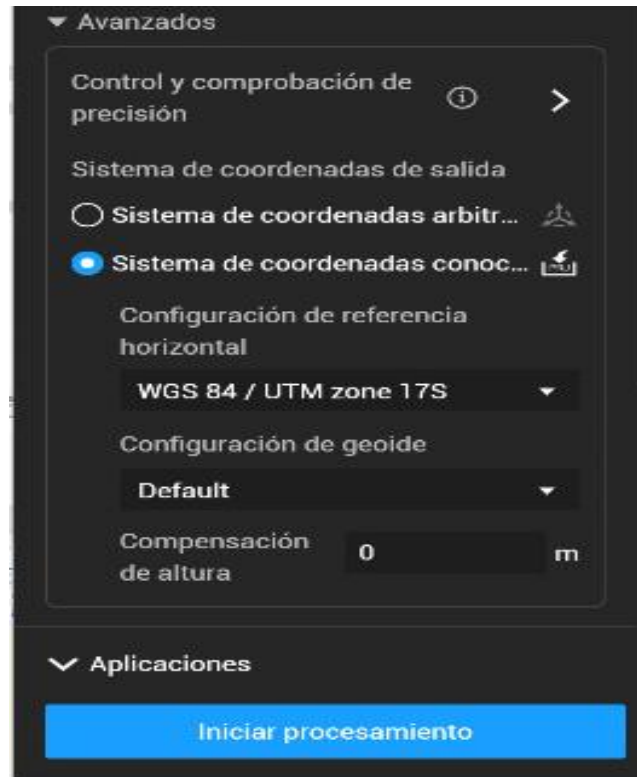 Avanzados
Control y comprobación de
precisión
Sistema de coordenadas de salida
Sistema de coordenadas arbitr...
Sistema de coordenadas conoc...
Configuración de referencia
horizontal
WGS 84 / UTM zone 17S
Configuración de geoide
Default
Compensación
de altura
0 m
Aplicaciones
Iniciar procesamiento